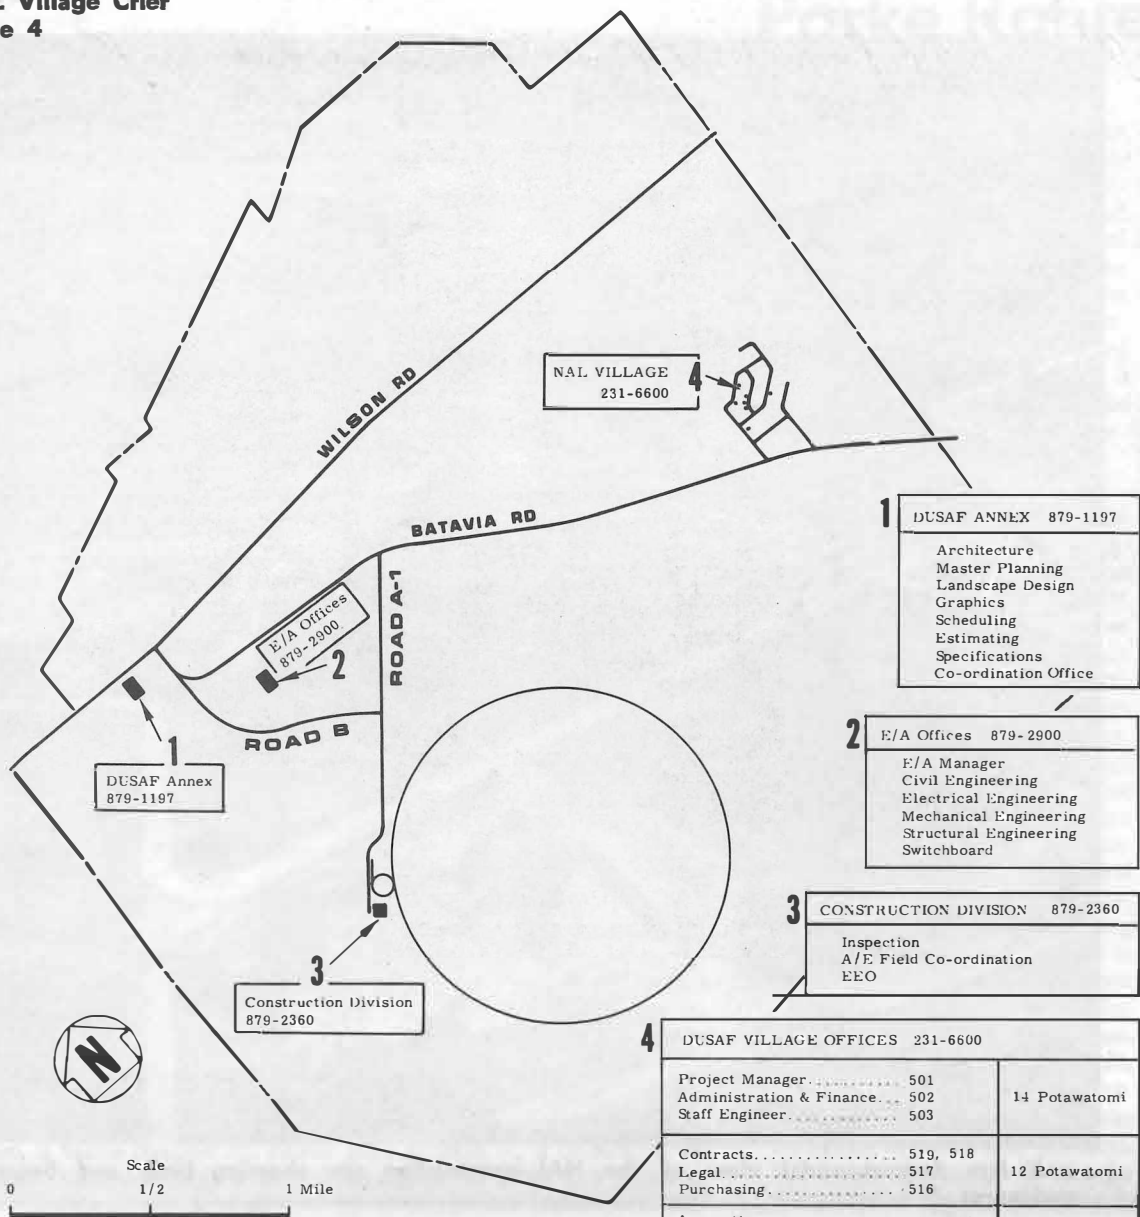 Village Crier
4
WILSON RD
NAL VILLAGE
231-6600
4
BATAVIA RD
E/A Offices
879-2900
2
ROAD A-1
ROAD B
1
DUSAF Annex
879-1197
3
Construction Division
879-2360
N
Scale
0 1/2 1 Mile
1 DUSAF ANNEX 879-1197
Architecture
Master Planning
Landscape Design
Graphics
Scheduling
Estimating
Specifications
Co-ordination Office
2 E/A Offices 879-2900
E/A Manager
Civil Engineering
Electrical Engineering
Mechanical Engineering
Structural Engineering
Switchboard
3 CONSTRUCTION DIVISION 879-2360
Inspection
A/E Field Co-ordination
EEO
4 DUSAF VILLAGE OFFICES 231-6600
Project Manager............ 501
Administration & Finance... 502
Staff Engineer............. 503
14 Potawatomi
Contracts................ 519, 518
Legal.................... 517
Purchasing............... 516
12 Potawatomi